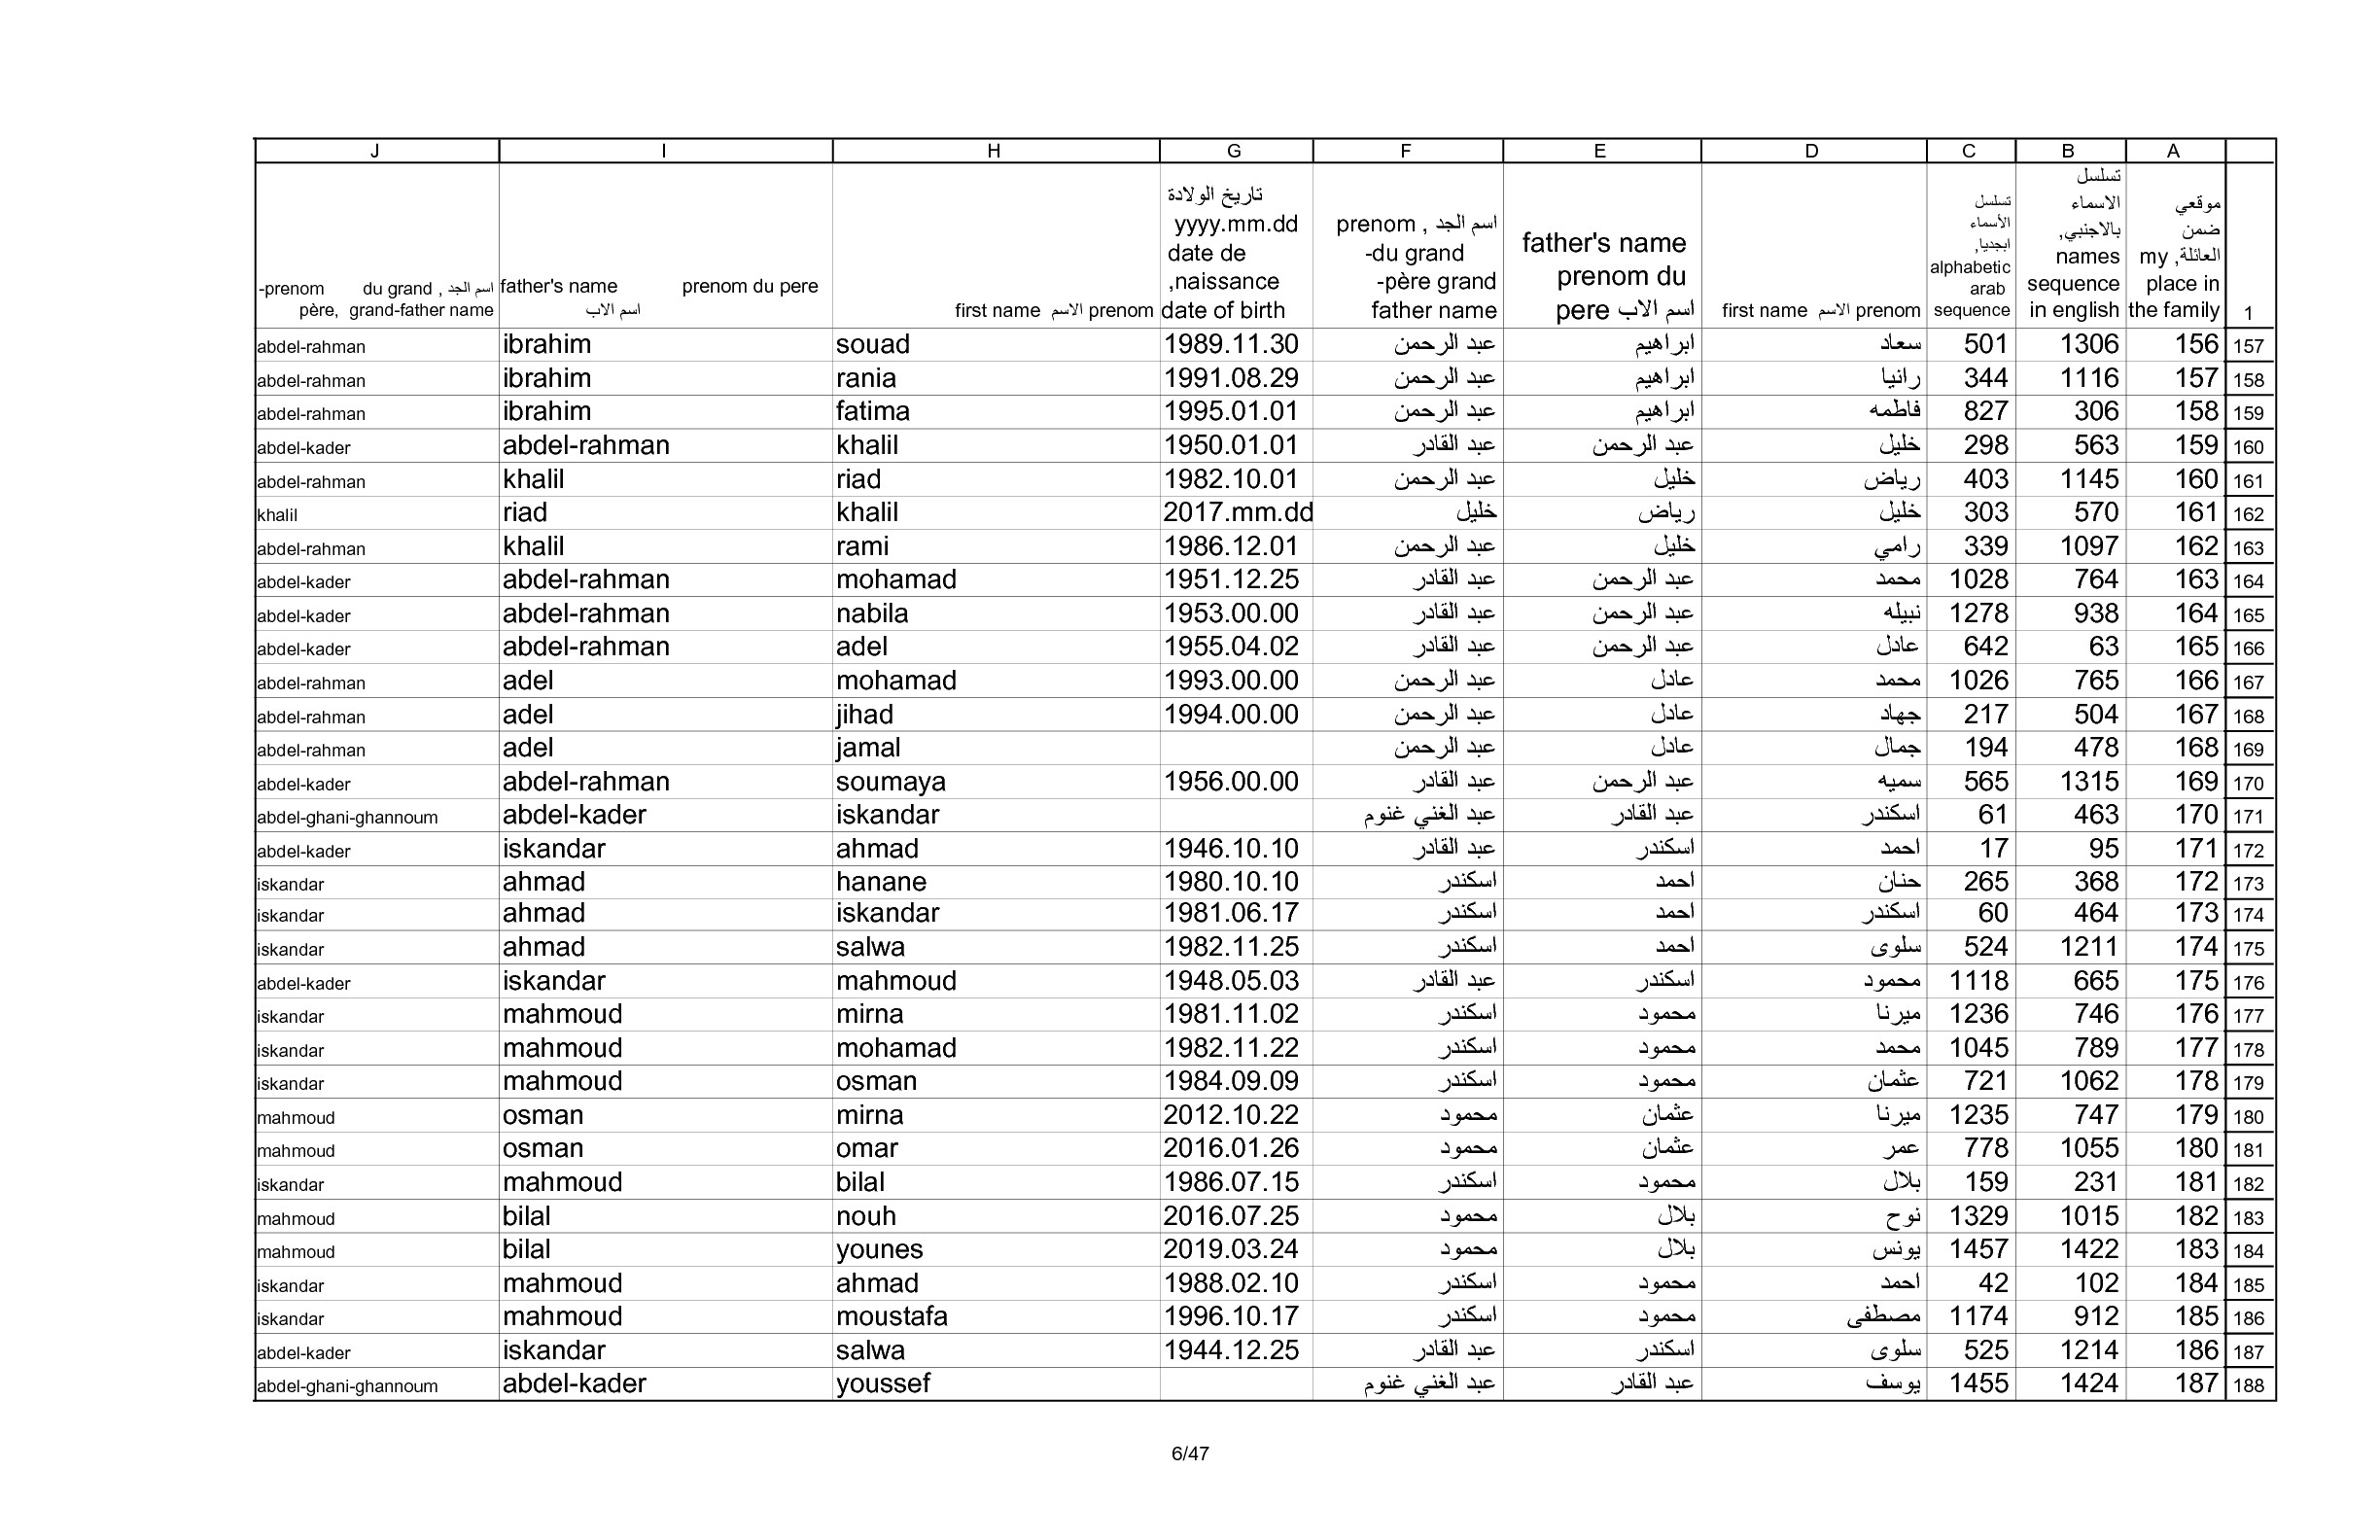 J I H G F E D C B A
-prenom du grand , اسم الجد père, grand-father name father's name prenom du pere اسم الاب first name الاسم prenom تاريخ الولادة yyyy.mm.dd date de ,naissance date of birth prenom , اسم الجد -du grand -père grand father name father's name prenom du pere اسم الاب first name الاسم prenom تسلسل الأسماء ابجديا, alphabetic arab sequence تسلسل الاسماء بالاجنبي, names sequence in english موقعي ضمن العائلة, my place in the family 1
abdel-rahman ibrahim souad 1989.11.30 عبد الرحمن ابراهيم سعاد 501 1306 156 157
abdel-rahman ibrahim rania 1991.08.29 عبد الرحمن ابراهيم رانيا 344 1116 157 158
abdel-rahman ibrahim fatima 1995.01.01 عبد الرحمن ابراهيم فاطمه 827 306 158 159
abdel-kader abdel-rahman khalil 1950.01.01 عبد القادر عبد الرحمن خليل 298 563 159 160
abdel-rahman khalil riad 1982.10.01 عبد الرحمن خليل رياض 403 1145 160 161
khalil riad khalil 2017.mm.dd خليل رياض خليل 303 570 161 162
abdel-rahman khalil rami 1986.12.01 عبد الرحمن خليل رامي 339 1097 162 163
abdel-kader abdel-rahman mohamad 1951.12.25 عبد القادر عبد الرحمن محمد 1028 764 163 164
abdel-kader abdel-rahman nabila 1953.00.00 عبد القادر عبد الرحمن نبيله 1278 938 164 165
abdel-kader abdel-rahman adel 1955.04.02 عبد القادر عبد الرحمن عادل 642 63 165 166
abdel-rahman adel mohamad 1993.00.00 عبد الرحمن عادل محمد 1026 765 166 167
abdel-rahman adel jihad 1994.00.00 عبد الرحمن عادل جهاد 217 504 167 168
abdel-rahman adel jamal عبد الرحمن عادل جمال 194 478 168 169
abdel-kader abdel-rahman soumaya 1956.00.00 عبد القادر عبد الرحمن سميه 565 1315 169 170
abdel-ghani-ghannoum abdel-kader iskandar عبد الغني غنوم عبد القادر اسكندر 61 463 170 171
abdel-kader iskandar ahmad 1946.10.10 عبد القادر اسكندر احمد 17 95 171 172
iskandar ahmad hanane 1980.10.10 اسكندر احمد حنان 265 368 172 173
iskandar ahmad iskandar 1981.06.17 اسكندر احمد اسكندر 60 464 173 174
iskandar ahmad salwa 1982.11.25 اسكندر احمد سلوى 524 1211 174 175
abdel-kader iskandar mahmoud 1948.05.03 عبد القادر اسكندر محمود 1118 665 175 176
iskandar mahmoud mirna 1981.11.02 اسكندر محمود ميرنا 1236 746 176 177
iskandar mahmoud mohamad 1982.11.22 اسكندر محمود محمد 1045 789 177 178
iskandar mahmoud osman 1984.09.09 اسكندر محمود عثمان 721 1062 178 179
mahmoud osman mirna 2012.10.22 محمود عثمان ميرنا 1235 747 179 180
mahmoud osman omar 2016.01.26 محمود عثمان عمر 778 1055 180 181
iskandar mahmoud bilal 1986.07.15 اسكندر محمود بلال 159 231 181 182
mahmoud bilal nouh 2016.07.25 محمود بلال نوح 1329 1015 182 183
mahmoud bilal younes 2019.03.24 محمود بلال يونس 1457 1422 183 184
iskandar mahmoud ahmad 1988.02.10 اسكندر محمود احمد 42 102 184 185
iskandar mahmoud moustafa 1996.10.17 اسكندر محمود مصطفى 1174 912 185 186
abdel-kader iskandar salwa 1944.12.25 عبد القادر اسكندر سلوى 525 1214 186 187
abdel-ghani-ghannoum abdel-kader youssef عبد الغني غنوم عبد القادر يوسف 1455 1424 187 188
6/47